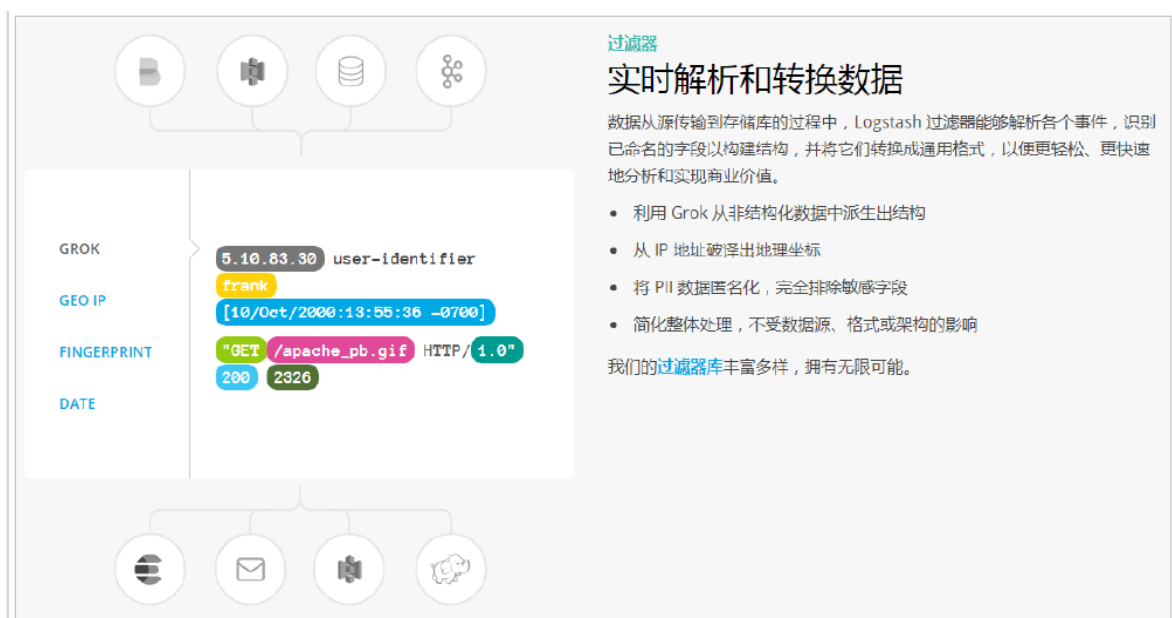 GROK
GEO IP
FINGERPRINT
DATE
5.10.83.30 user-identifier
frank
[10/Oct/2000:13:55:36 -0700]
"GET /apache_pb.gif HTTP/1.0"
200 2326
过滤器
实时解析和转换数据
数据从源传输到存储库的过程中，Logstash 过滤器能够解析各个事件，识别
已命名的字段以构建结构，并将它们转换成通用格式，以便更轻松、更快速
地分析和实现商业价值。
• 利用 Grok 从非结构化数据中派生出结构
• 从 IP 地址破译出地理坐标
• 将 PII 数据匿名化，完全排除敏感字段
• 简化整体处理，不受数据源、格式或架构的影响
我们的过滤器库丰富多样，拥有无限可能。